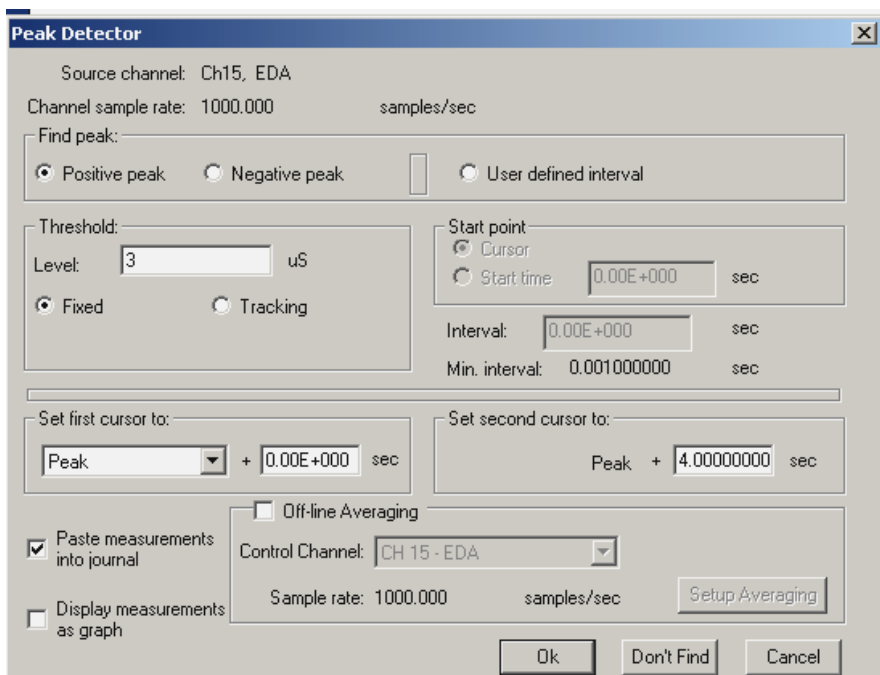 Peak Detector
Source channel: Ch15, EDA
Channel sample rate: 1000.000 samples/sec
Find peak:
Positive peak Negative peak User defined interval
Threshold:
Level: 3 uS
Fixed Tracking
Start point
Cursor
Start time 0.00E+000 sec
Interval: 0.00E+000 sec
Min. interval: 0.001000000 sec
Set first cursor to:
Peak + 0.00E+000 sec
Set second cursor to:
Peak + 4.00000000 sec
Paste measurements
into journal
Display measurements
as graph
Off-line Averaging
Control Channel: CH 15 - EDA
Sample rate: 1000.000 samples/sec Setup Averaging
Ok Don't Find Cancel